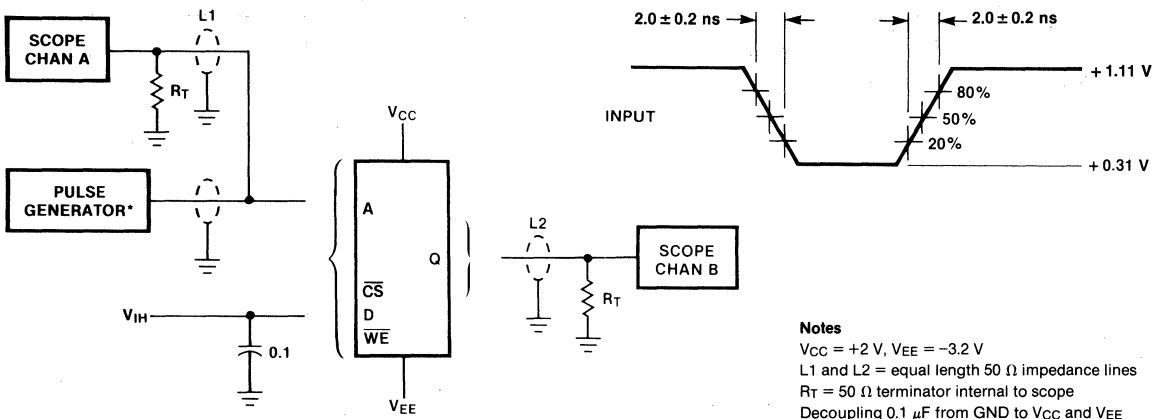 SCOPE
CHAN A
L1
RT
PULSE
GENERATOR*
VIH
0.1
VCC
A
Q
CS
D
WE
VEE
L2
RT
SCOPE
CHAN B
2.0 ± 0.2 ns
2.0 ± 0.2 ns
INPUT
+ 1.11 V
80%
50%
20%
+ 0.31 V
Notes
VCC = +2 V, VEE = –3.2 V
L1 and L2 = equal length 50 Ω impedance lines
RT = 50 Ω terminator internal to scope
Decoupling 0.1 μF from GND to VCC and VEE